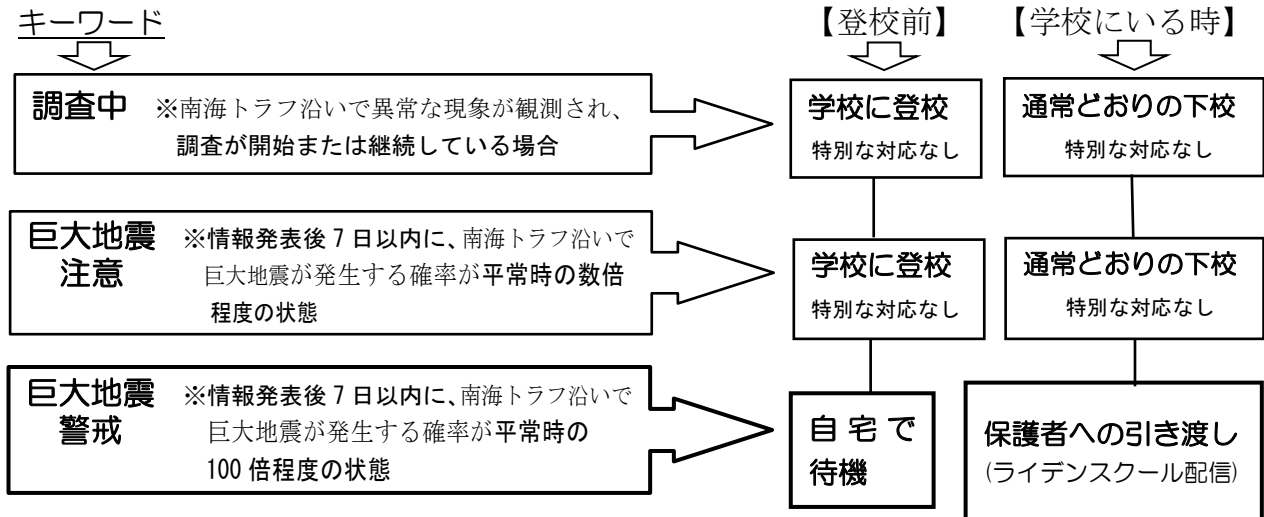 キーワード
【登校前】
【学校にいる時】
調査中
※南海トラフ沿いで異常な現象が観測され、
調査が開始または継続している場合
学校に登校
特別な対応なし
通常どおりの下校
特別な対応なし
巨大地震
注意
※情報発表後7日以内に、南海トラフ沿いで
巨大地震が発生する確率が平常時の数倍
程度の状態
学校に登校
特別な対応なし
通常どおりの下校
特別な対応なし
巨大地震
警戒
※情報発表後7日以内に、南海トラフ沿いで
巨大地震が発生する確率が平常時の
100倍程度の状態
自宅で
待機
保護者への引き渡し
(ライデンスクール配信)